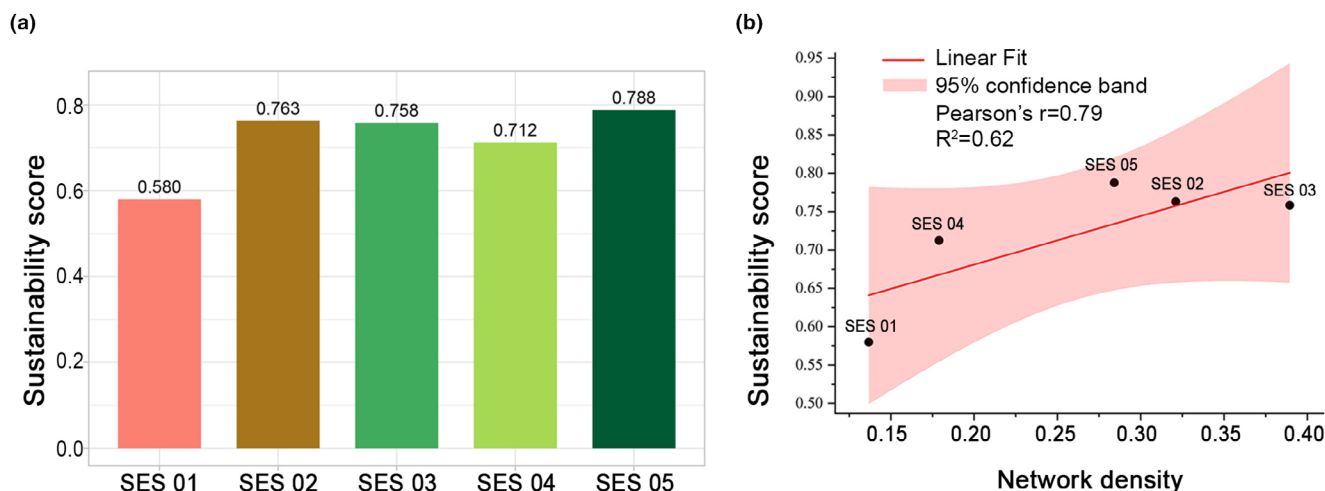 (a)
Sustainability score
0.8
0.6
0.4
0.2
0.0
0.580
0.763
0.758
0.712
0.788
SES 01
SES 02
SES 03
SES 04
SES 05
(b)
Sustainability score
0.95
0.90
0.85
0.80
0.75
0.70
0.65
0.60
0.55
0.50
Linear Fit
95% confidence band
Pearson's r=0.79
R²=0.62
SES 05
SES 02
SES 03
SES 04
SES 01
0.15
0.20
0.25
0.30
0.35
0.40
Network density